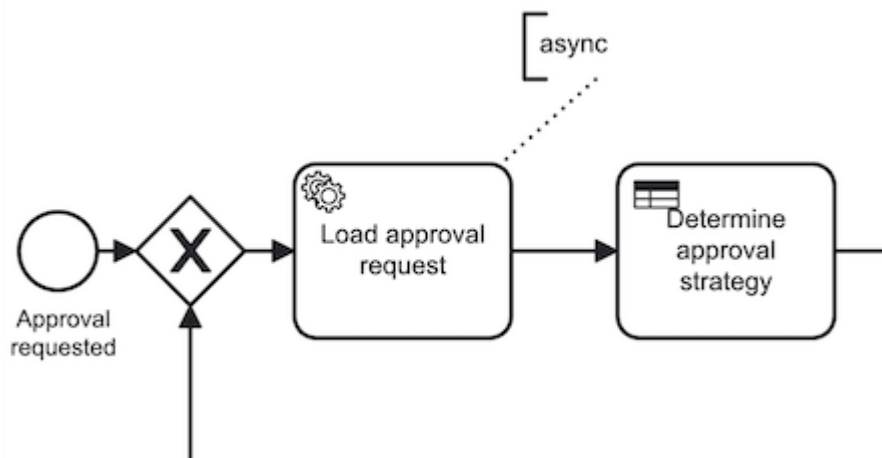 async
Load approval
request
Determine
approval
strategy
Approval
requested